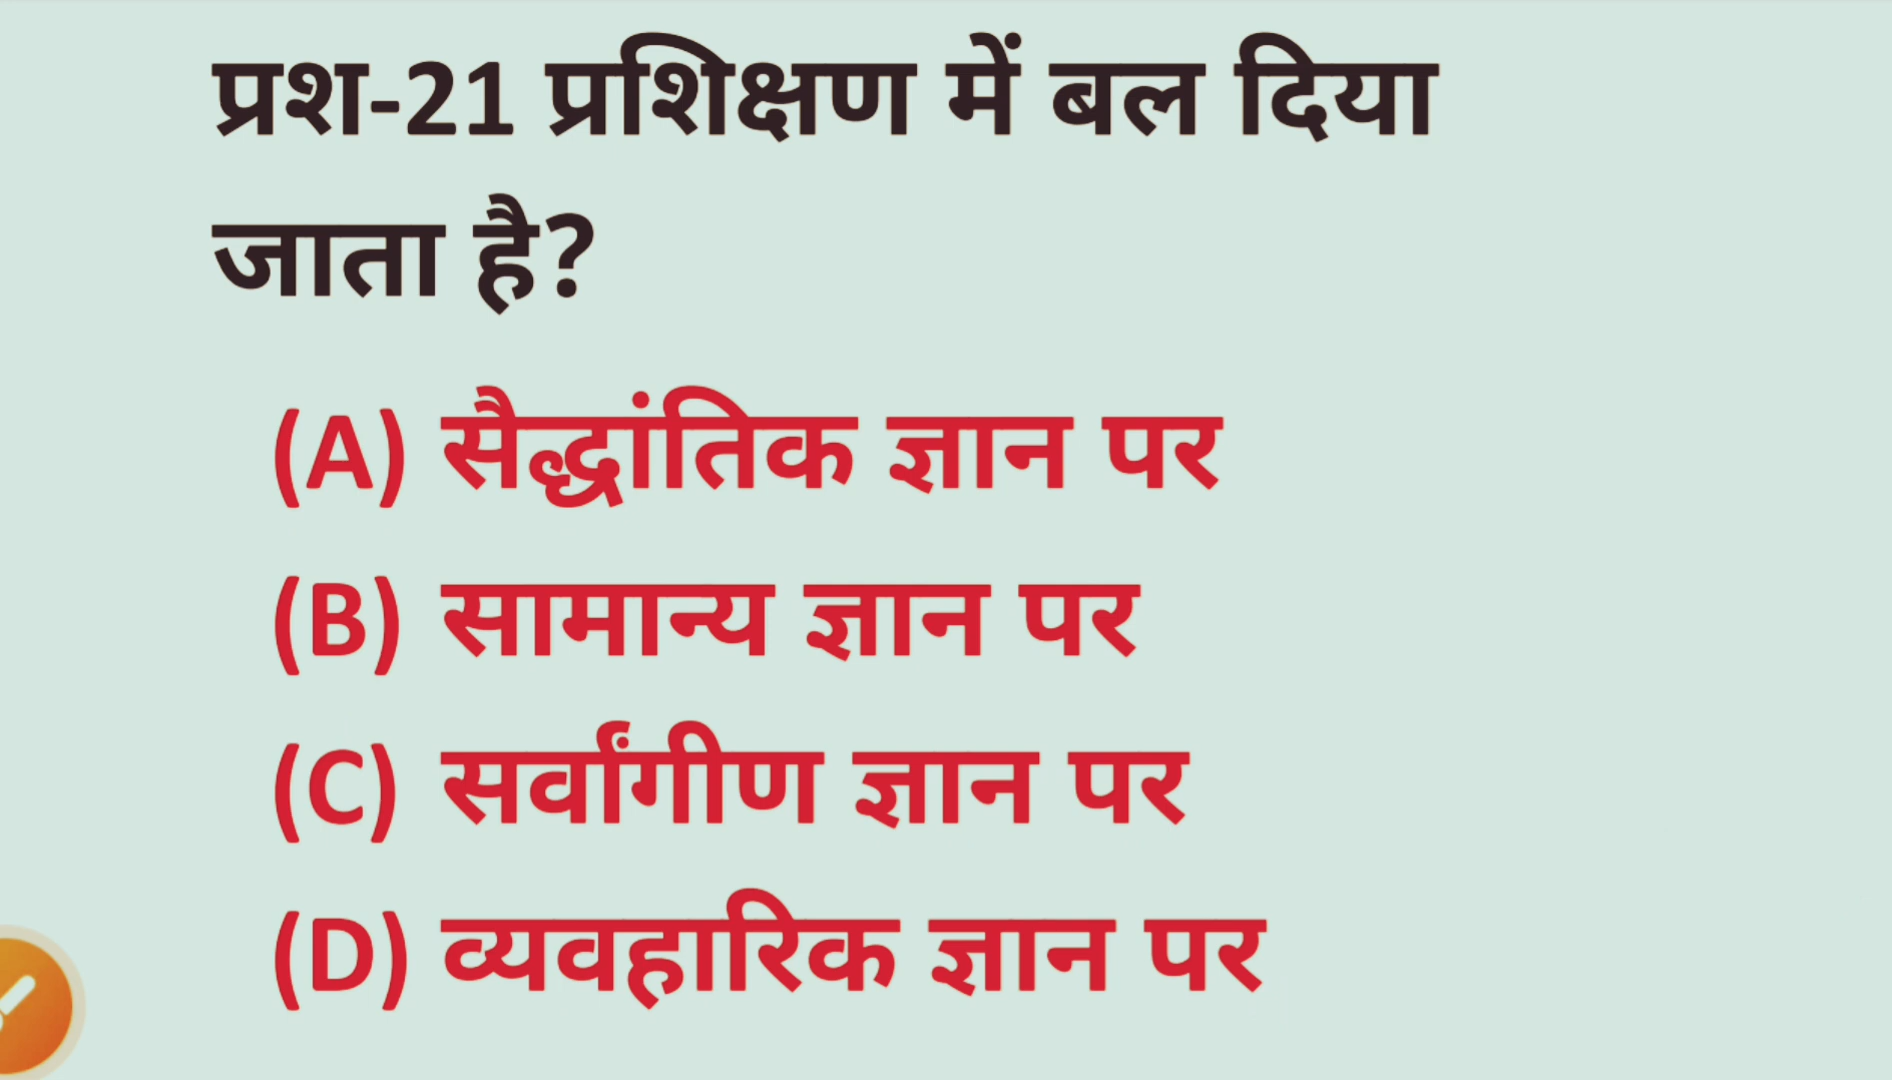 प्रश-21 प्रशिक्षण में बल दिया
जाता है?
(A) सैद्धांतिक ज्ञान पर
(B) सामान्य ज्ञान पर
(C) सर्वांगीण ज्ञान पर
(D) व्यवहारिक ज्ञान पर